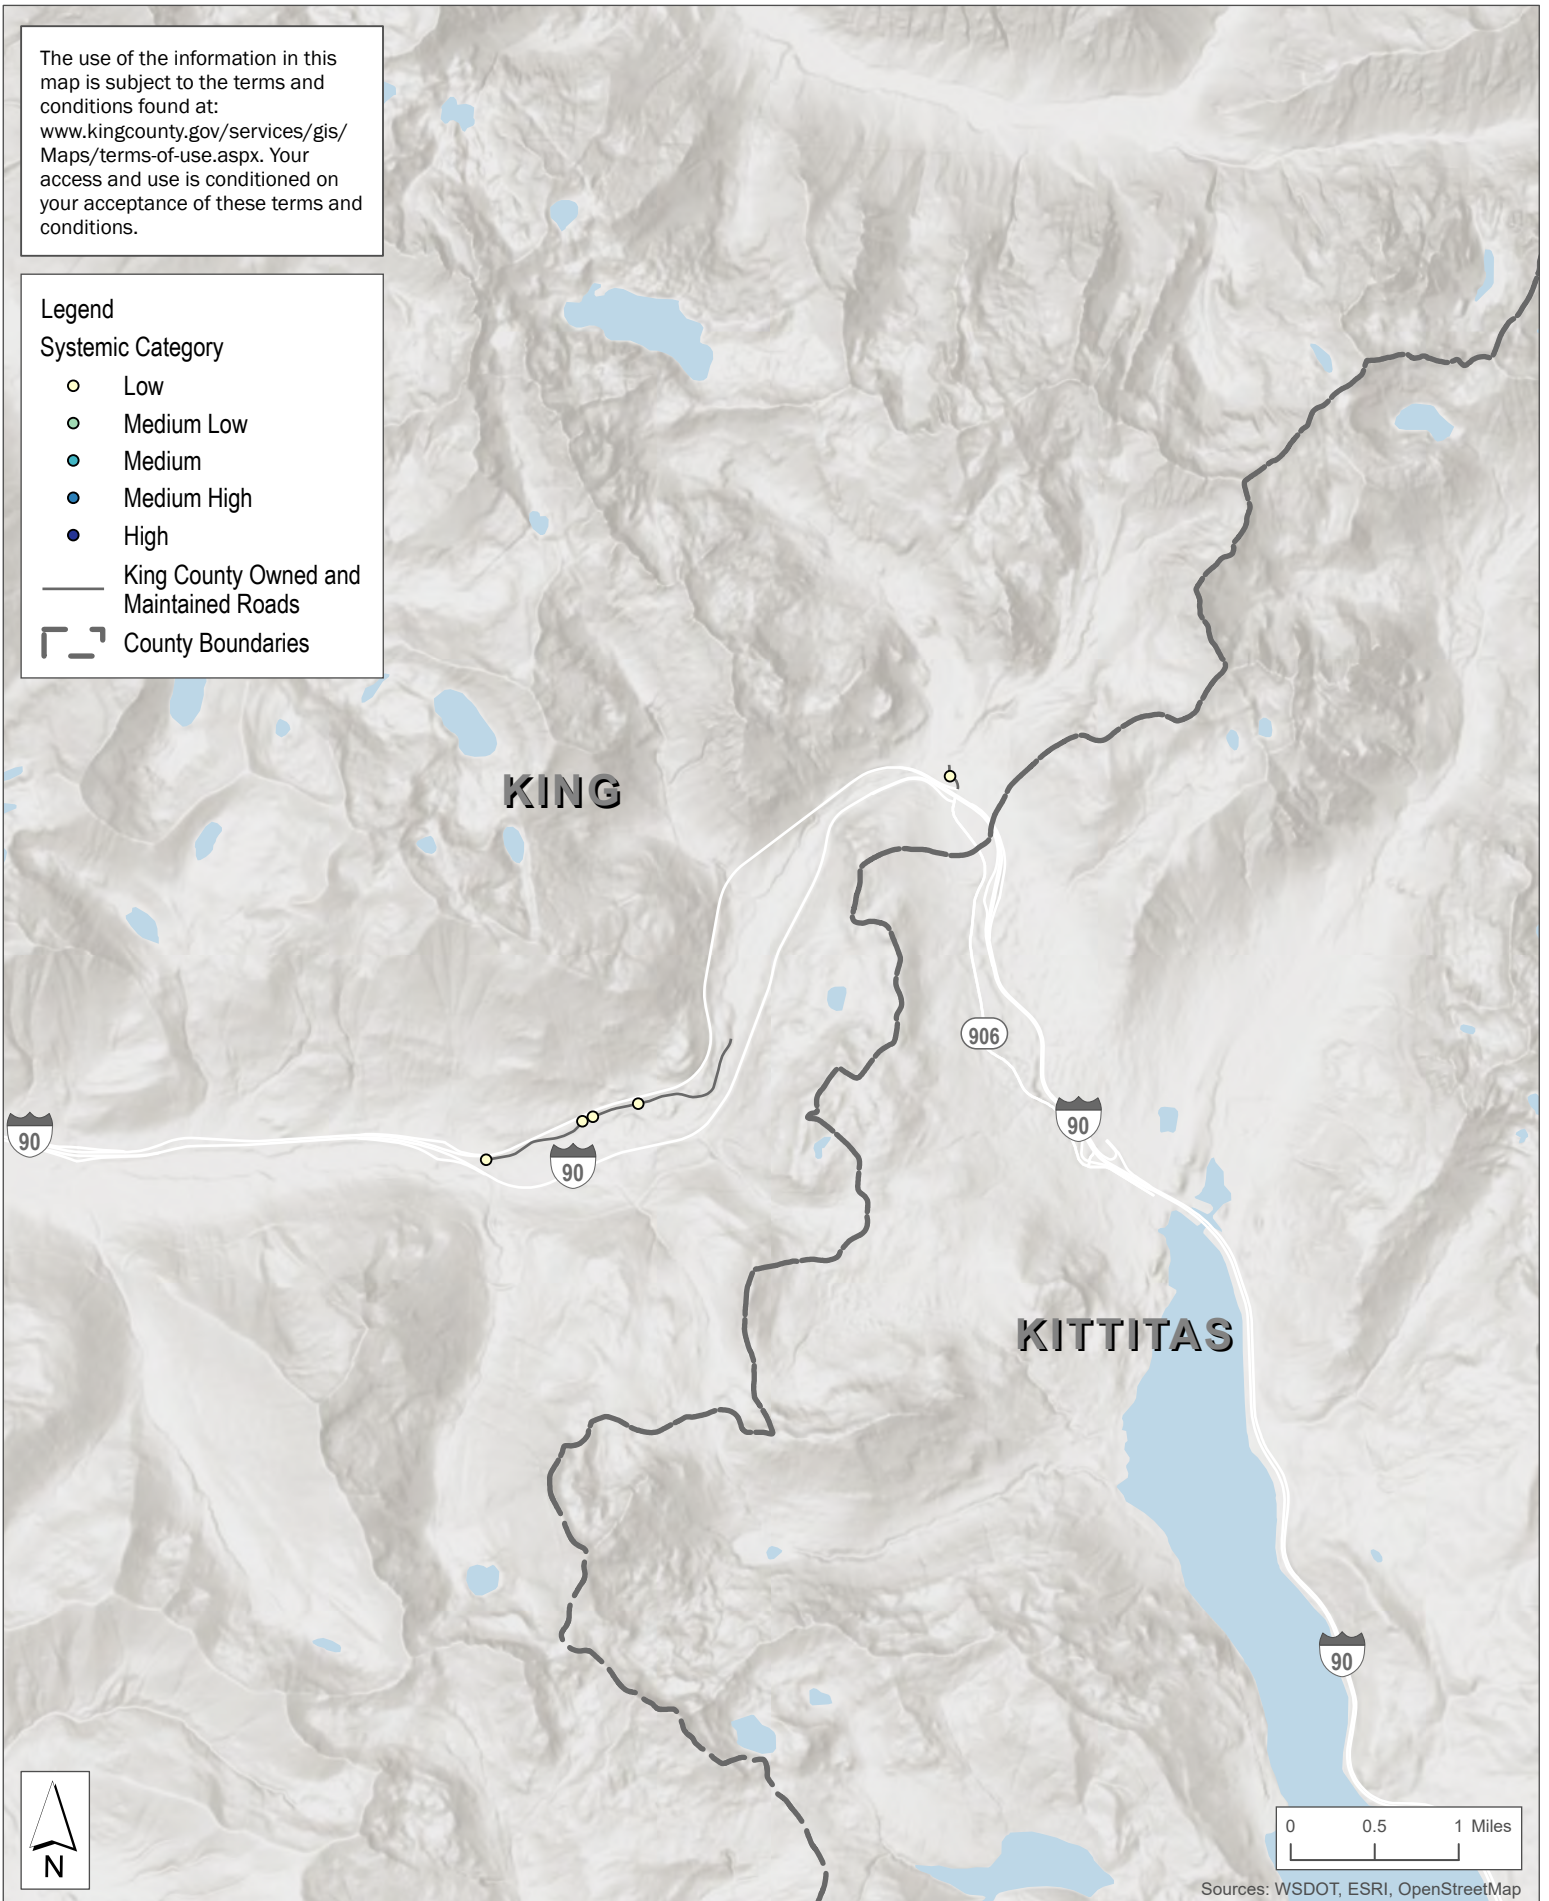 The use of the information in this
map is subject to the terms and
conditions found at:
www.kingcounty.gov/services/gis/
Maps/terms-of-use.aspx. Your
access and use is conditioned on
your acceptance of these terms and
conditions.
Legend
Systemic Category
Low
Medium Low
Medium
Medium High
High
King County Owned and
Maintained Roads
County Boundaries
KING
906
90
90
90
KITTITAS
90
N
0 0.5 1 Miles
Sources: WSDOT, ESRI, OpenStreetMap